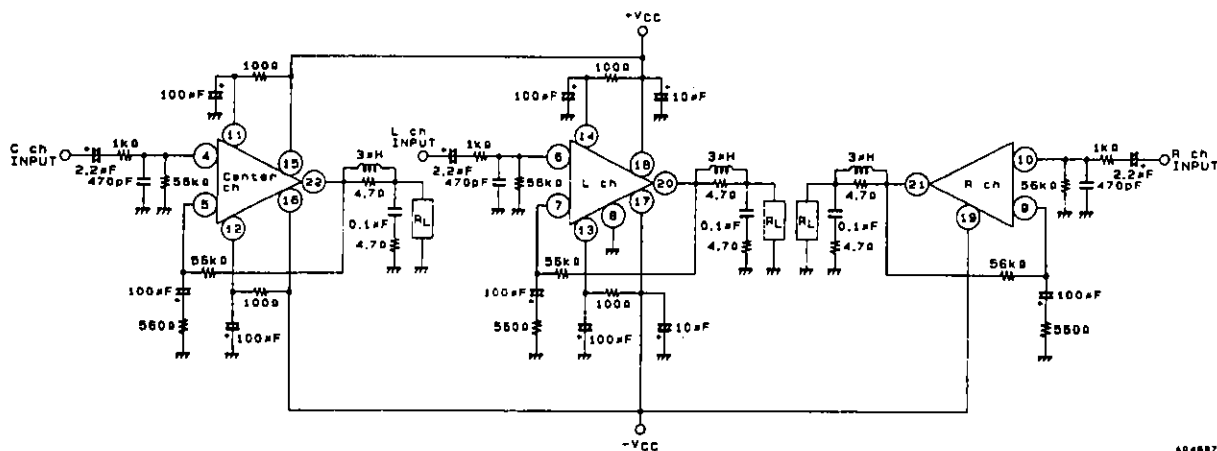 +VCC
100Ω
100µF
+
11
C ch
INPUT
+
2.2µF
1kΩ
470pF
56kΩ
4
5
Center
ch
15
16
12
22
3µH
4.7Ω
0.1µF
4.7Ω
RL
56kΩ
100µF
+
560Ω
100Ω
+
100µF
L ch
INPUT
+
2.2µF
1kΩ
470pF
56kΩ
100Ω
100µF
+
+
10µF
14
6
7
L ch
18
17
8
13
20
3µH
4.7Ω
0.1µF
4.7Ω
RL
56kΩ
100µF
+
560Ω
100Ω
+
100µF
+
10µF
3µH
4.7Ω
RL
0.1µF
4.7Ω
21
R ch
19
10
9
1kΩ
56kΩ
470pF
2.2µF
+
R ch
INPUT
56kΩ
100µF
+
560Ω
-VCC